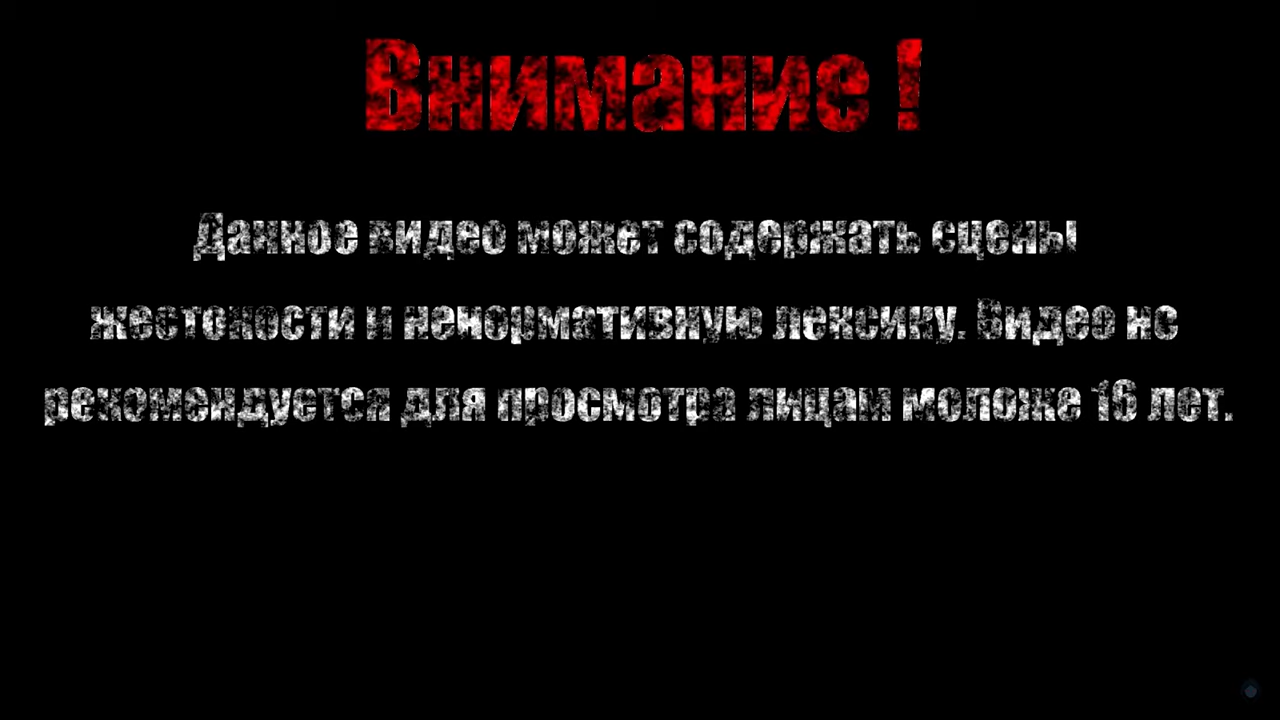 Внимание !
Данное видео может содержать сцены
жестокости и ненормативную лексику. Видео не
рекомендуется для просмотра лицам моложе 16 лет.